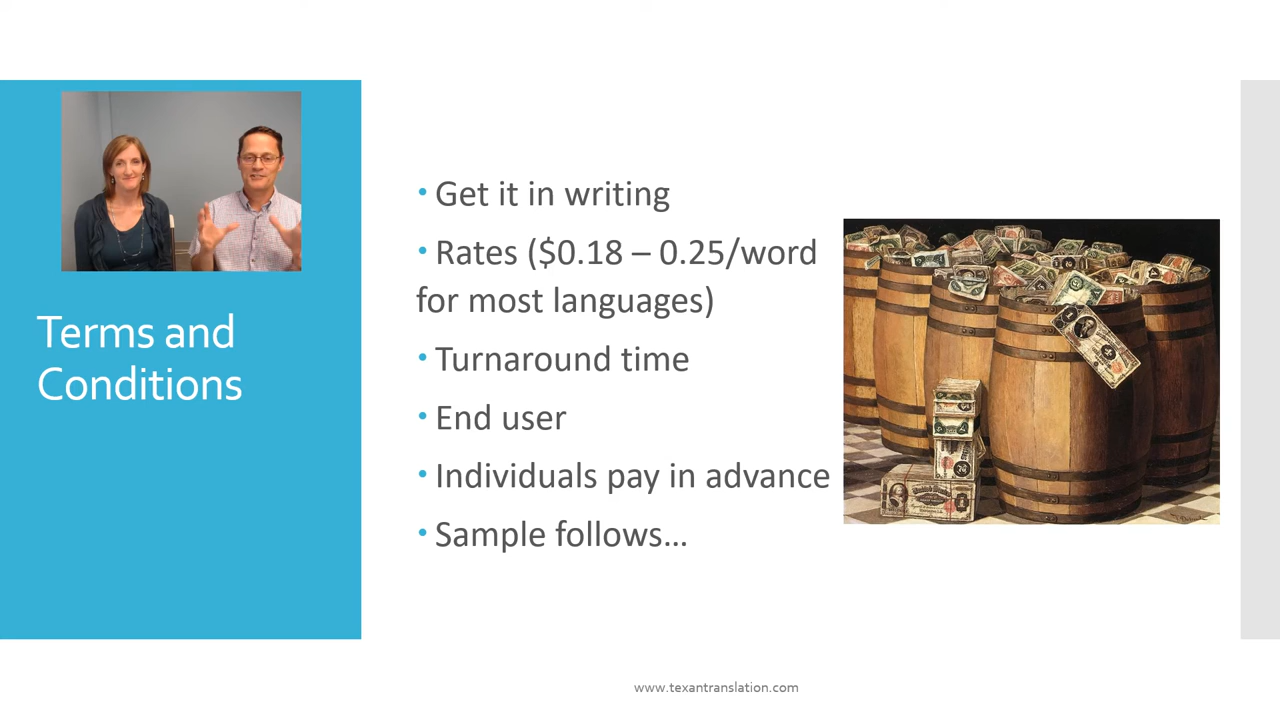 Terms and
Conditions
• Get it in writing
• Rates ($0.18 – 0.25/word
for most languages)
• Turnaround time
• End user
• Individuals pay in advance
• Sample follows…
www.texantranslation.com